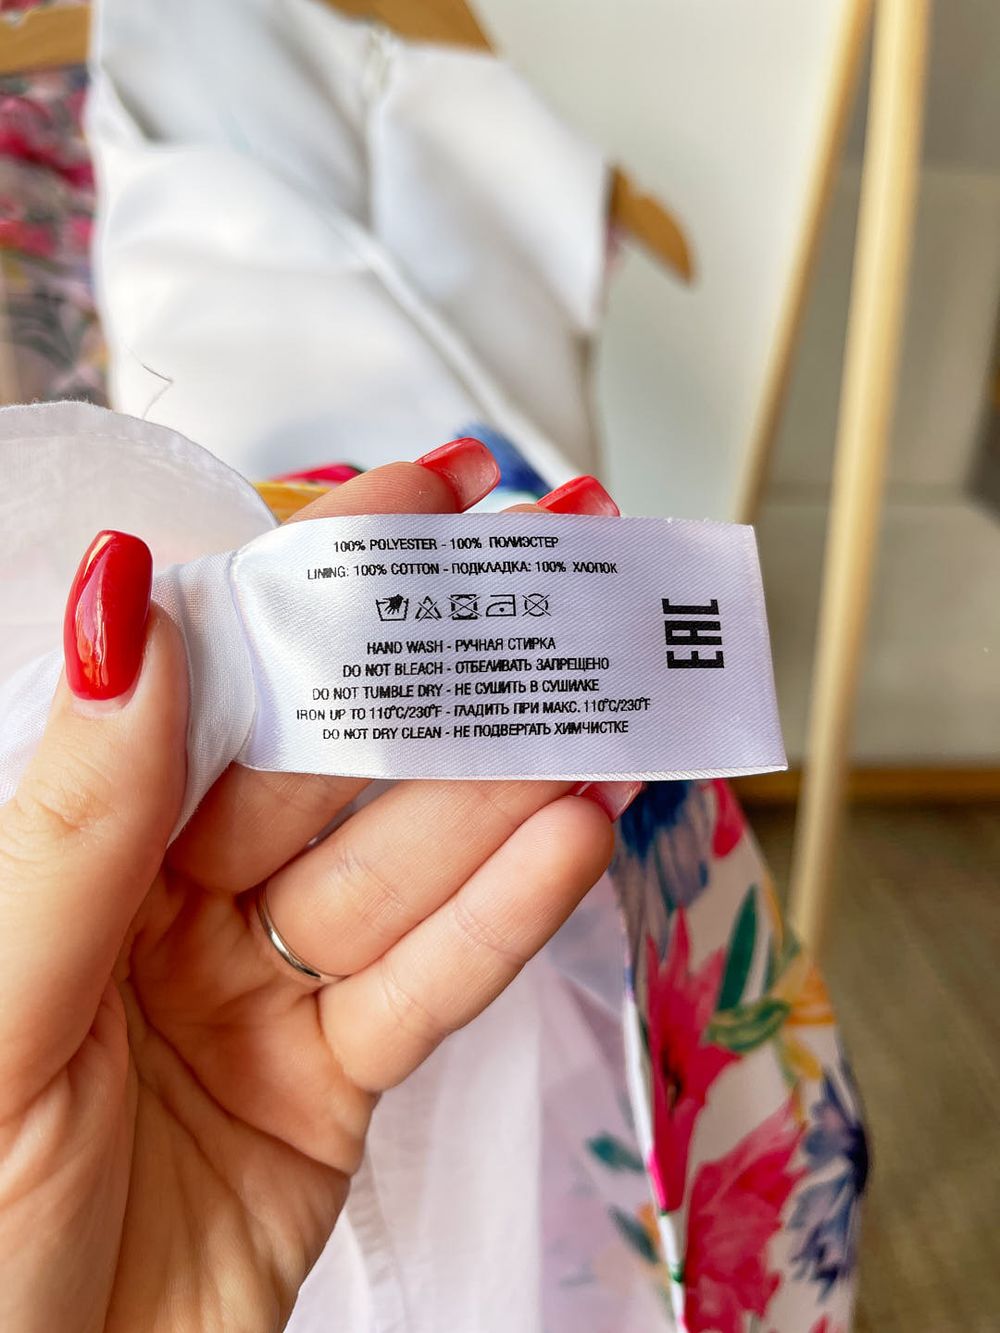 100% POLYESTER - 100% ПОЛИЭСТЕР
LINING: 100% COTTON - ПОДКЛАДКА: 100% ХЛОПОК
HAND WASH - РУЧНАЯ СТИРКА
DO NOT BLEACH - ОТБЕЛИВАТЬ ЗАПРЕЩЕНО
DO NOT TUMBLE DRY - НЕ СУШИТЬ В СУШИЛКЕ
IRON UP TO 110°C/230°F - ГЛАДИТЬ ПРИ МАКС. 110°C/230°F
DO NOT DRY CLEAN - НЕ ПОДВЕРГАТЬ ХИМЧИСТКЕ
EAC